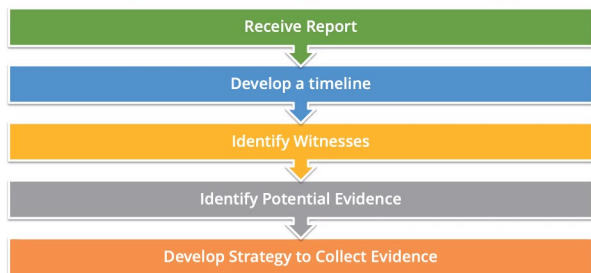 Receive Report
Develop a timeline
Identify Witnesses
Identify Potential Evidence
Develop Strategy to Collect Evidence